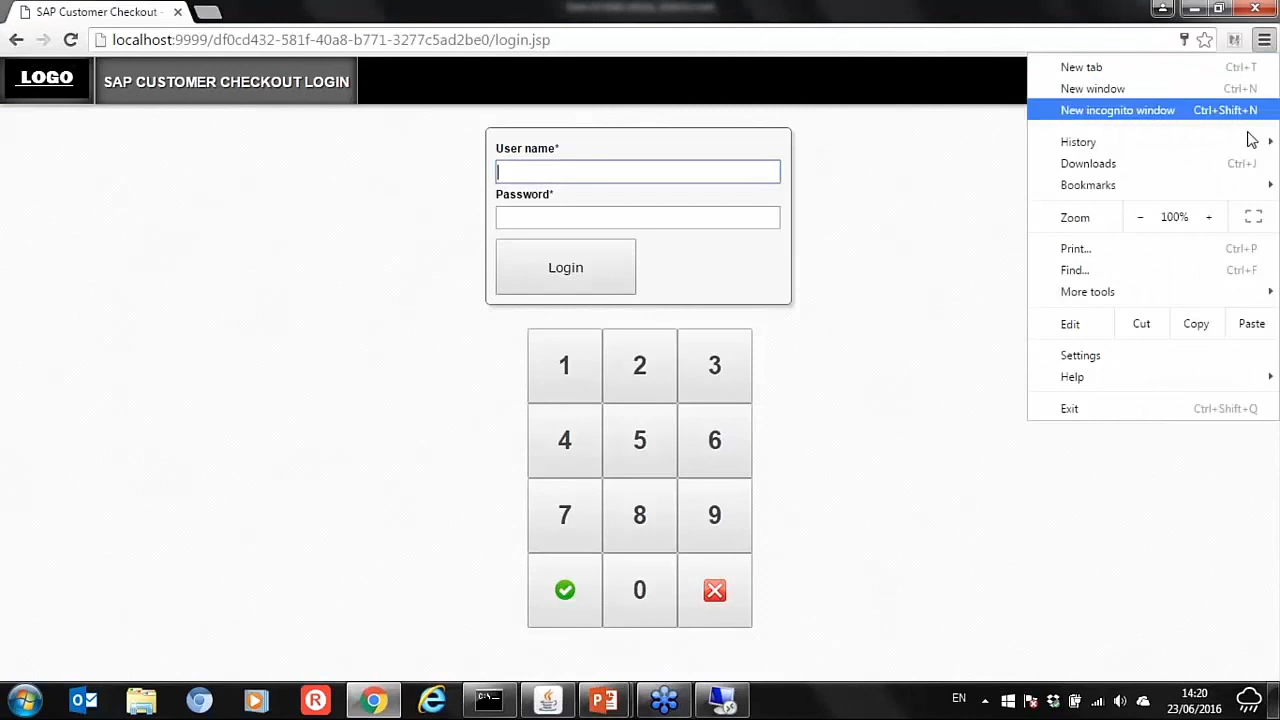 SAP Customer Checkout -
localhost:9999/df0cd432-581f-40a8-b771-3277c5ad2be0/login.jsp
LOGO
SAP CUSTOMER CHECKOUT LOGIN
User name*
Password*
Login
1 2 3
4 5 6
7 8 9
0
New tab Ctrl+T
New window Ctrl+N
New incognito window Ctrl+Shift+N
History
Downloads Ctrl+J
Bookmarks
Zoom − 100% +
Print... Ctrl+P
Find... Ctrl+F
More tools
Edit Cut Copy Paste
Settings
Help
Exit Ctrl+Shift+Q
EN
14:20
23/06/2016